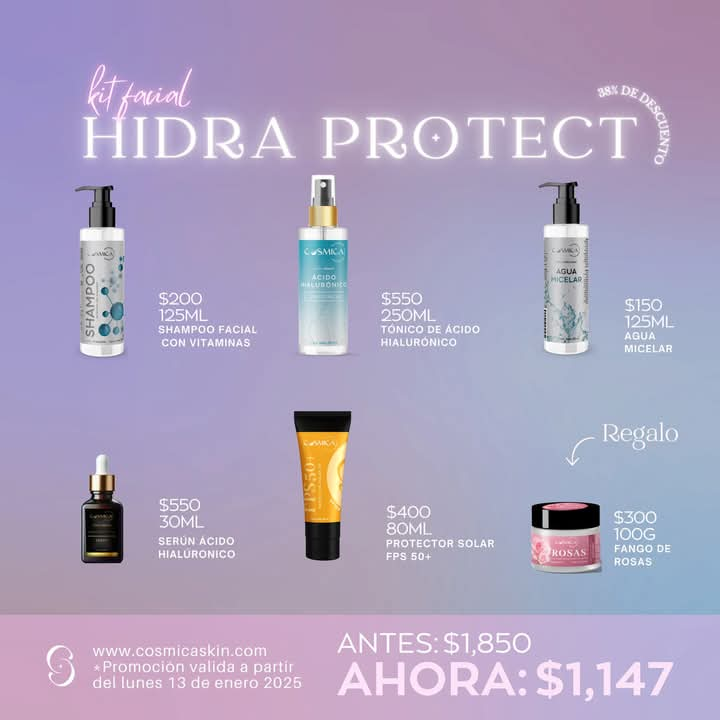 kit facial
HIDRA PROTECT
38% DE DESCUENTO
COSMICA
SHAMPOO
$200
125ML
SHAMPOO FACIAL
CON VITAMINAS
COSMICA
ÁCIDO
HIALURÓNICO
$550
250ML
TÓNICO DE ÁCIDO
HIALURÓNICO
COSMICA
AGUA
MICELAR
$150
125ML
AGUA
MICELAR
COSMICA
$550
30ML
SERÚN ÁCIDO
HIALÚRONICO
COSMICA
FPS50+
$400
80ML
PROTECTOR SOLAR
FPS 50+
Regalo
COSMICA
ROSAS
$300
100G
FANGO DE
ROSAS
www.cosmicaskin.com
*Promoción valida a partír
del lunes 13 de enero 2025
ANTES: $1,850
AHORA: $1,147